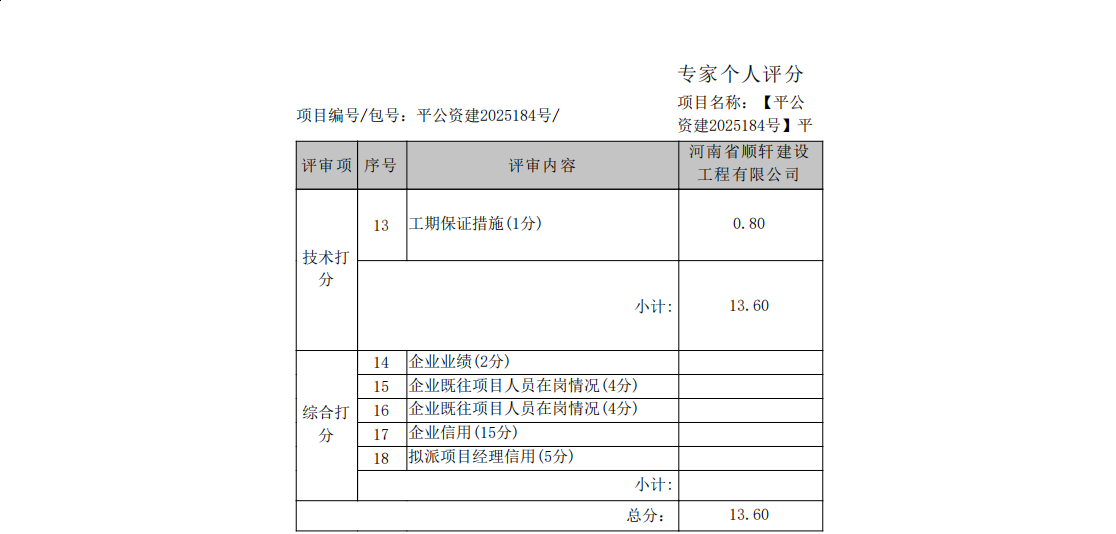 专家个人评分
项目编号/包号：平公资建2025184号/
项目名称：【平公
资建2025184号】平
评审项 序号 评审内容 河南省顺轩建设
工程有限公司
技术打
分
13 工期保证措施(1分) 0.80
小计: 13.60
综合打
分
14 企业业绩(2分)
15 企业既往项目人员在岗情况(4分)
16 企业既往项目人员在岗情况(4分)
17 企业信用(15分)
18 拟派项目经理信用(5分)
小计:
总分： 13.60